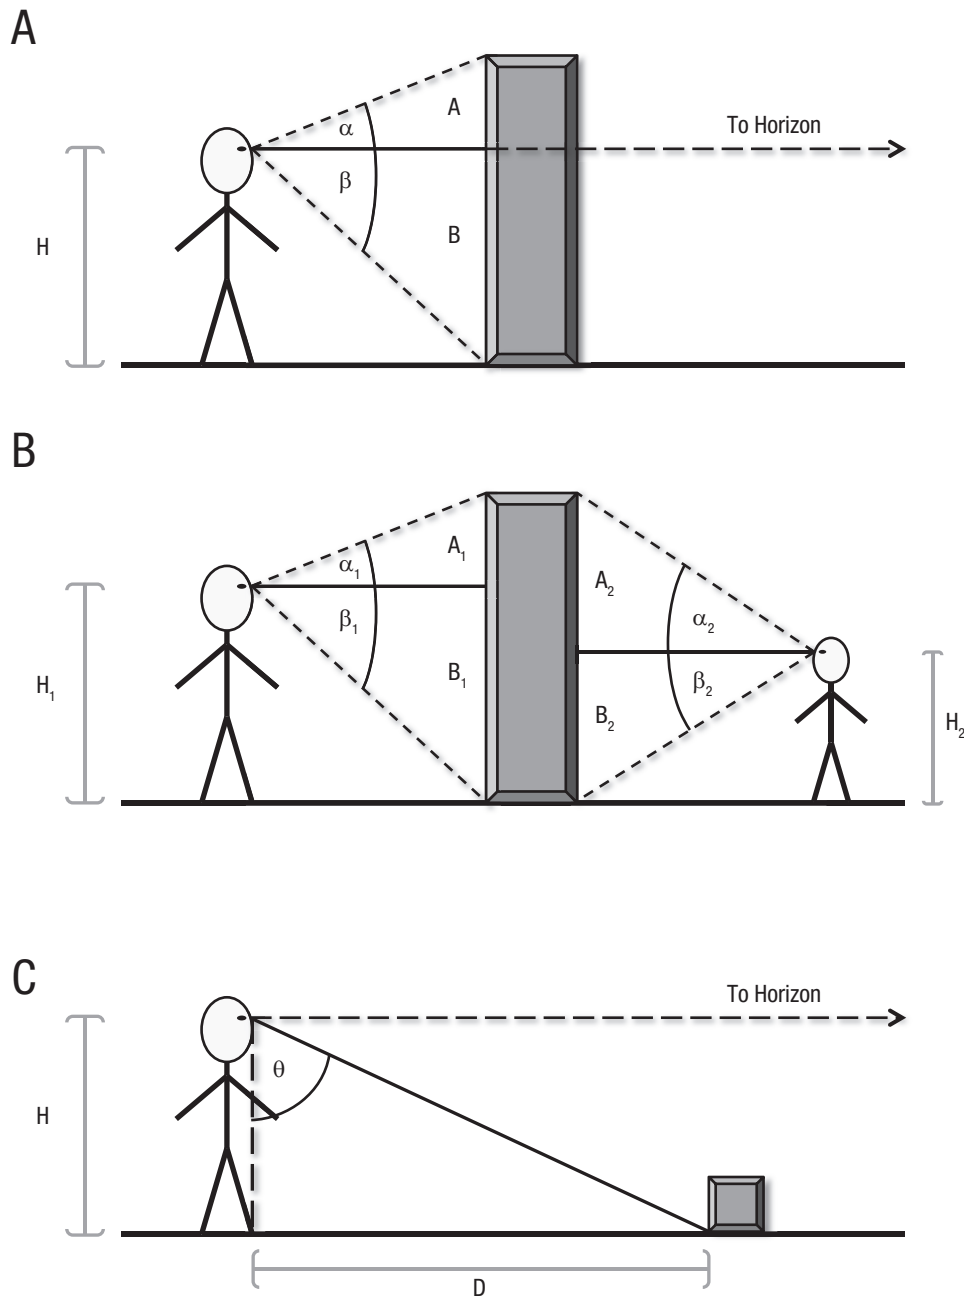 A
A
α
To Horizon
β
H
B
B
A₁
α₁
A₂
β₁
α₂
H₁
B₁
β₂
B₂
H₂
C
To Horizon
θ
H
D